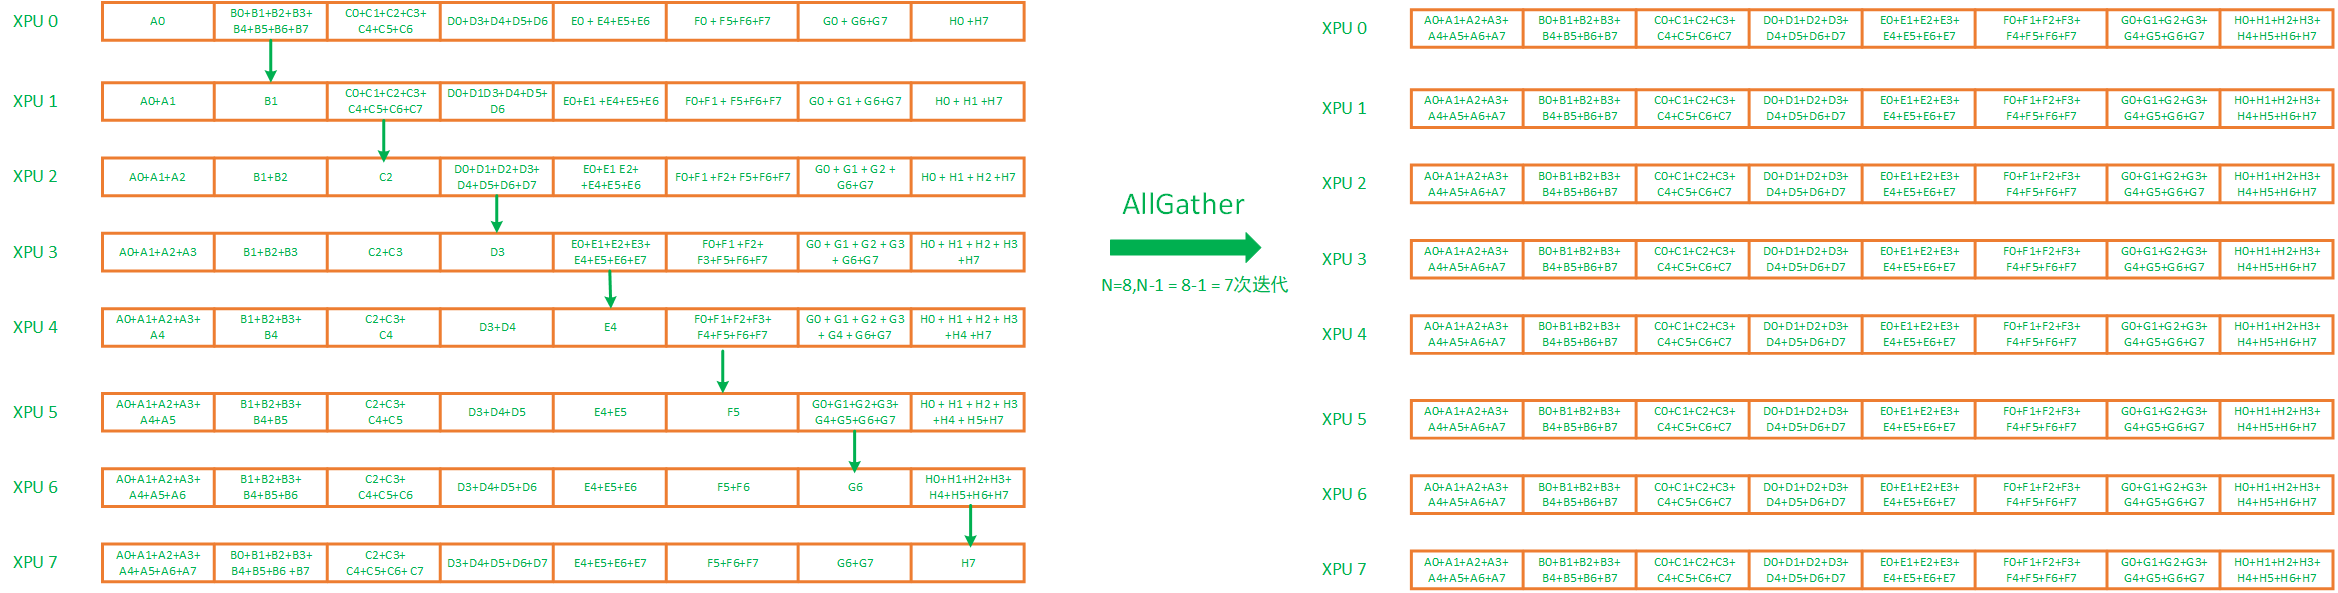 XPU 0
A0
B0+B1+B2+B3+
B4+B5+B6+B7
C0+C1+C2+C3+
C4+C5+C6
D0+D3+D4+D5+D6
E0 + E4+E5+E6
F0 + F5+F6+F7
G0 + G6+G7
H0 +H7
XPU 1
A0+A1
B1
C0+C1+C2+C3+
C4+C5+C6+C7
D0+D1D3+D4+D5+
D6
E0+E1 +E4+E5+E6
F0+F1 + F5+F6+F7
G0 + G1 + G6+G7
H0 + H1 +H7
XPU 2
A0+A1+A2
B1+B2
C2
D0+D1+D2+D3+
D4+D5+D6+D7
E0+E1 E2+
+E4+E5+E6
F0+F1 +F2+ F5+F6+F7
G0 + G1 + G2 +
G6+G7
H0 + H1 + H2 +H7
XPU 3
A0+A1+A2+A3
B1+B2+B3
C2+C3
D3
E0+E1+E2+E3+
E4+E5+E6+E7
F0+F1 +F2+
F3+F5+F6+F7
G0 + G1 + G2 + G3
+ G6+G7
H0 + H1 + H2 + H3
+H7
XPU 4
A0+A1+A2+A3+
A4
B1+B2+B3+
B4
C2+C3+
C4
D3+D4
E4
F0+F1+F2+F3+
F4+F5+F6+F7
G0 + G1 + G2 + G3
+ G4 + G6+G7
H0 + H1 + H2 + H3
+H4 +H7
XPU 5
A0+A1+A2+A3+
A4+A5
B1+B2+B3+
B4+B5
C2+C3+
C4+C5
D3+D4+D5
E4+E5
F5
G0+G1+G2+G3+
G4+G5+G6+G7
H0 + H1 + H2 + H3
+H4 + H5+H7
XPU 6
A0+A1+A2+A3+
A4+A5+A6
B1+B2+B3+
B4+B5+B6
C2+C3+
C4+C5+C6
D3+D4+D5+D6
E4+E5+E6
F5+F6
G6
H0+H1+H2+H3+
H4+H5+H6+H7
XPU 7
A0+A1+A2+A3+
A4+A5+A6+A7
B0+B1+B2+B3+
B4+B5+B6 +B7
C2+C3+
C4+C5+C6+ C7
D3+D4+D5+D6+D7
E4+E5+E6+E7
F5+F6+F7
G6+G7
H7
AllGather
N=8,N-1 = 8-1 = 7次迭代
XPU 0
A0+A1+A2+A3+
A4+A5+A6+A7
B0+B1+B2+B3+
B4+B5+B6+B7
C0+C1+C2+C3+
C4+C5+C6+C7
D0+D1+D2+D3+
D4+D5+D6+D7
E0+E1+E2+E3+
E4+E5+E6+E7
F0+F1+F2+F3+
F4+F5+F6+F7
G0+G1+G2+G3+
G4+G5+G6+G7
H0+H1+H2+H3+
H4+H5+H6+H7
XPU 1
A0+A1+A2+A3+
A4+A5+A6+A7
B0+B1+B2+B3+
B4+B5+B6+B7
C0+C1+C2+C3+
C4+C5+C6+C7
D0+D1+D2+D3+
D4+D5+D6+D7
E0+E1+E2+E3+
E4+E5+E6+E7
F0+F1+F2+F3+
F4+F5+F6+F7
G0+G1+G2+G3+
G4+G5+G6+G7
H0+H1+H2+H3+
H4+H5+H6+H7
XPU 2
A0+A1+A2+A3+
A4+A5+A6+A7
B0+B1+B2+B3+
B4+B5+B6+B7
C0+C1+C2+C3+
C4+C5+C6+C7
D0+D1+D2+D3+
D4+D5+D6+D7
E0+E1+E2+E3+
E4+E5+E6+E7
F0+F1+F2+F3+
F4+F5+F6+F7
G0+G1+G2+G3+
G4+G5+G6+G7
H0+H1+H2+H3+
H4+H5+H6+H7
XPU 3
A0+A1+A2+A3+
A4+A5+A6+A7
B0+B1+B2+B3+
B4+B5+B6+B7
C0+C1+C2+C3+
C4+C5+C6+C7
D0+D1+D2+D3+
D4+D5+D6+D7
E0+E1+E2+E3+
E4+E5+E6+E7
F0+F1+F2+F3+
F4+F5+F6+F7
G0+G1+G2+G3+
G4+G5+G6+G7
H0+H1+H2+H3+
H4+H5+H6+H7
XPU 4
A0+A1+A2+A3+
A4+A5+A6+A7
B0+B1+B2+B3+
B4+B5+B6+B7
C0+C1+C2+C3+
C4+C5+C6+C7
D0+D1+D2+D3+
D4+D5+D6+D7
E0+E1+E2+E3+
E4+E5+E6+E7
F0+F1+F2+F3+
F4+F5+F6+F7
G0+G1+G2+G3+
G4+G5+G6+G7
H0+H1+H2+H3+
H4+H5+H6+H7
XPU 5
A0+A1+A2+A3+
A4+A5+A6+A7
B0+B1+B2+B3+
B4+B5+B6+B7
C0+C1+C2+C3+
C4+C5+C6+C7
D0+D1+D2+D3+
D4+D5+D6+D7
E0+E1+E2+E3+
E4+E5+E6+E7
F0+F1+F2+F3+
F4+F5+F6+F7
G0+G1+G2+G3+
G4+G5+G6+G7
H0+H1+H2+H3+
H4+H5+H6+H7
XPU 6
A0+A1+A2+A3+
A4+A5+A6+A7
B0+B1+B2+B3+
B4+B5+B6+B7
C0+C1+C2+C3+
C4+C5+C6+C7
D0+D1+D2+D3+
D4+D5+D6+D7
E0+E1+E2+E3+
E4+E5+E6+E7
F0+F1+F2+F3+
F4+F5+F6+F7
G0+G1+G2+G3+
G4+G5+G6+G7
H0+H1+H2+H3+
H4+H5+H6+H7
XPU 7
A0+A1+A2+A3+
A4+A5+A6+A7
B0+B1+B2+B3+
B4+B5+B6+B7
C0+C1+C2+C3+
C4+C5+C6+C7
D0+D1+D2+D3+
D4+D5+D6+D7
E0+E1+E2+E3+
E4+E5+E6+E7
F0+F1+F2+F3+
F4+F5+F6+F7
G0+G1+G2+G3+
G4+G5+G6+G7
H0+H1+H2+H3+
H4+H5+H6+H7